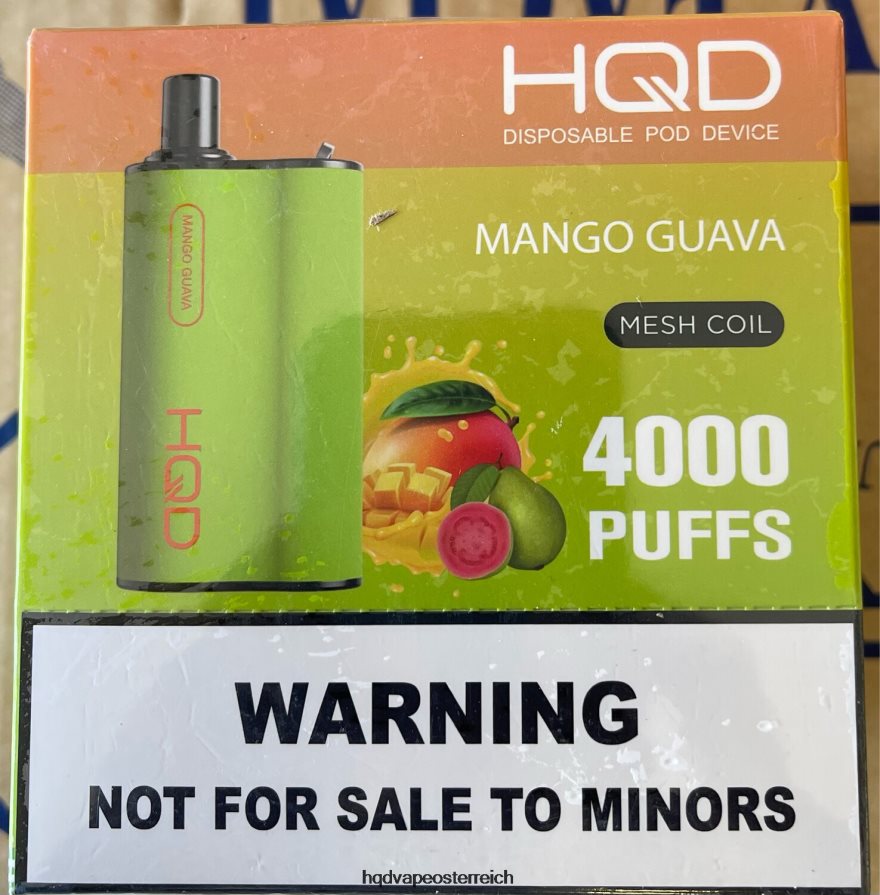 HQD
DISPOSABLE POD DEVICE
MANGO GUAVA
MANGO GUAVA
MESH COIL
HQD
4000
PUFFS
WARNING
NOT FOR SALE TO MINORS
hqdvapeosterreich